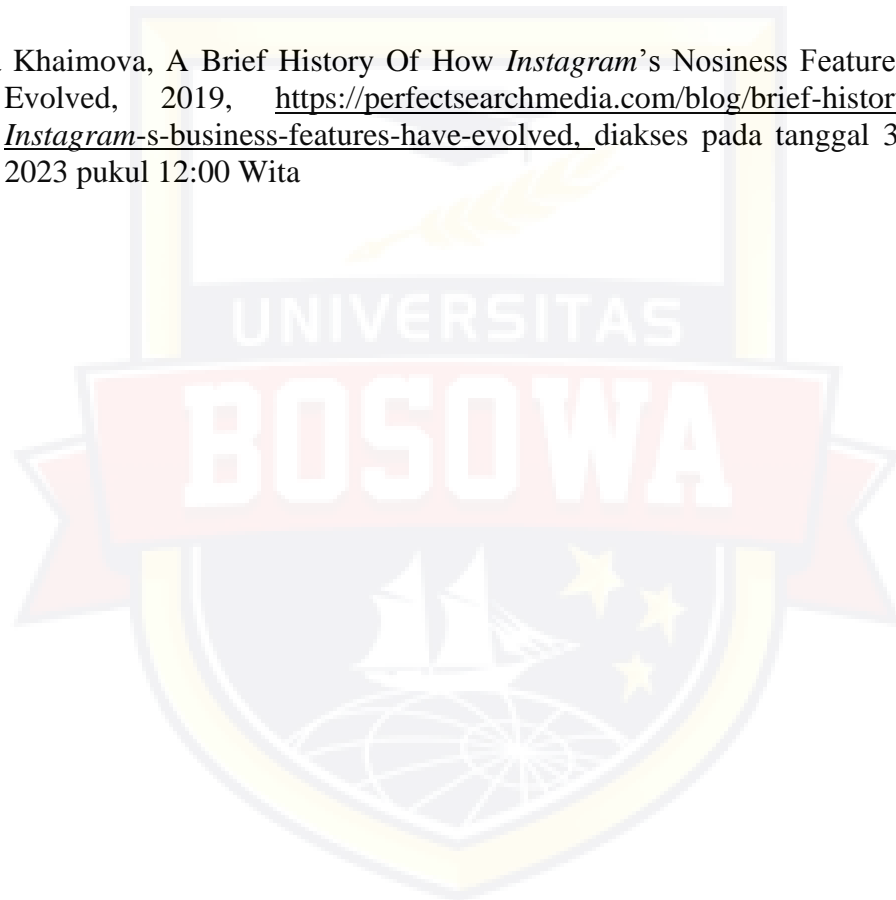 Khaimova, A Brief History Of How Instagram's Nosiness Feature
Evolved, 2019, https://perfectsearchmedia.com/blog/brief-histor
Instagram-s-business-features-have-evolved, diakses pada tanggal 3
2023 pukul 12:00 Wita
UNIVERSITAS
BOSOWA